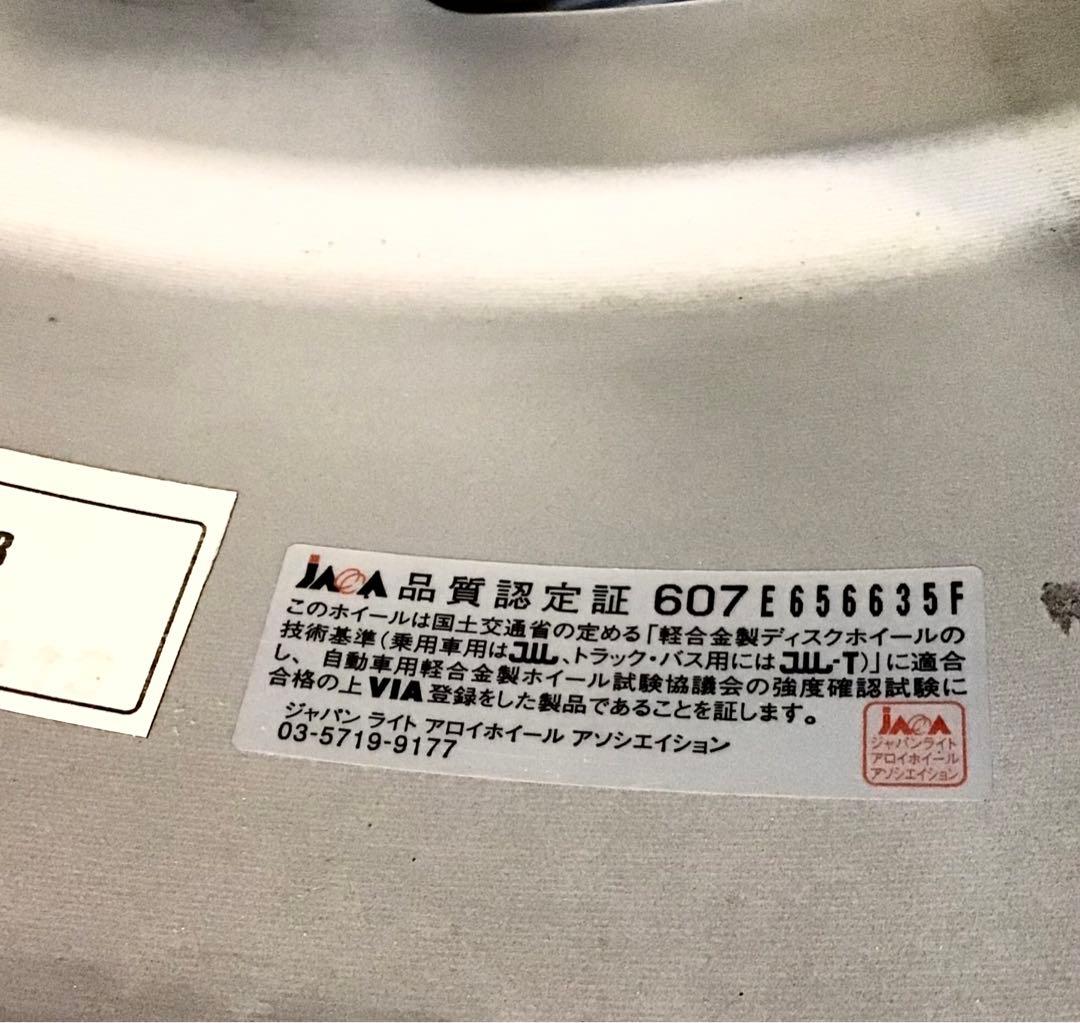 JAWA 品質認定証 607 E656635F
このホイールは国土交通省の定める「軽合金製ディスクホイールの
技術基準(乗用車用はJWL、トラック・バス用にはJWL-T)」に適合
し、自動車用軽合金製ホイール試験協議会の強度確認試験に
合格の上VIA登録をした製品であることを証します。
ジャパン ライト アロイホイール アソシエイション
03-5719-9177
JAWA
ジャパンライト
アロイホイール
アソシエイション